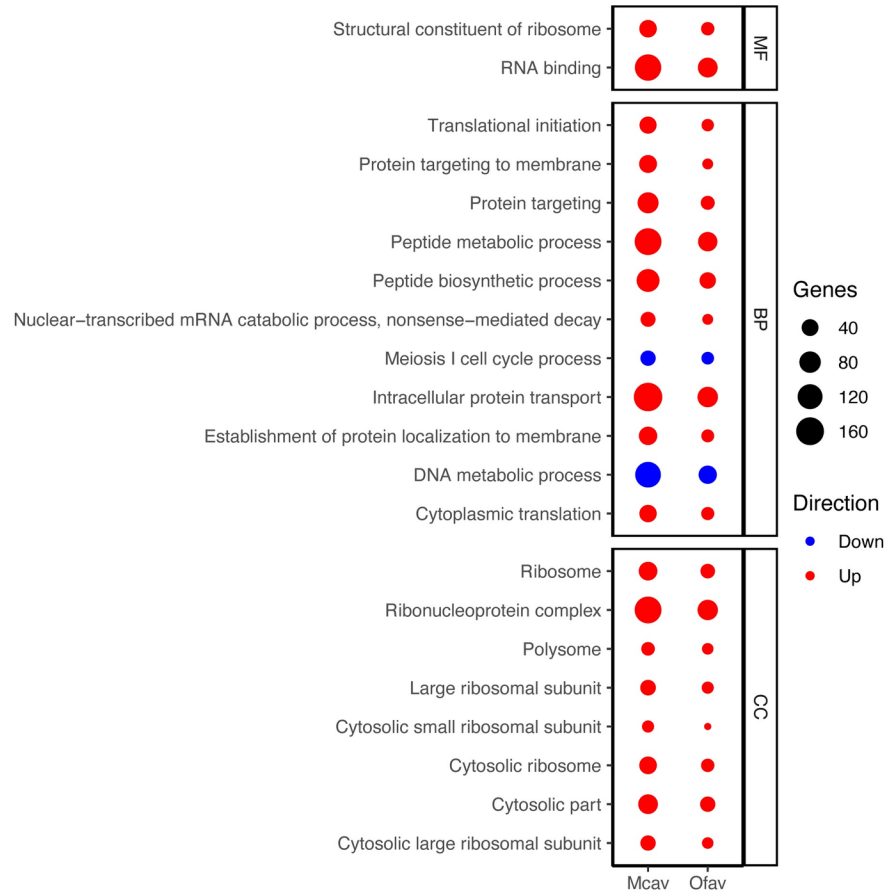 Structural constituent of ribosome
RNA binding
MF
Translational initiation
Protein targeting to membrane
Protein targeting
Peptide metabolic process
Peptide biosynthetic process
Nuclear−transcribed mRNA catabolic process, nonsense−mediated decay
Meiosis I cell cycle process
Intracellular protein transport
Establishment of protein localization to membrane
DNA metabolic process
Cytoplasmic translation
BP
Ribosome
Ribonucleoprotein complex
Polysome
Large ribosomal subunit
Cytosolic small ribosomal subunit
Cytosolic ribosome
Cytosolic part
Cytosolic large ribosomal subunit
CC
Mcav Ofav
Genes
40
80
120
160
Direction
Down
Up